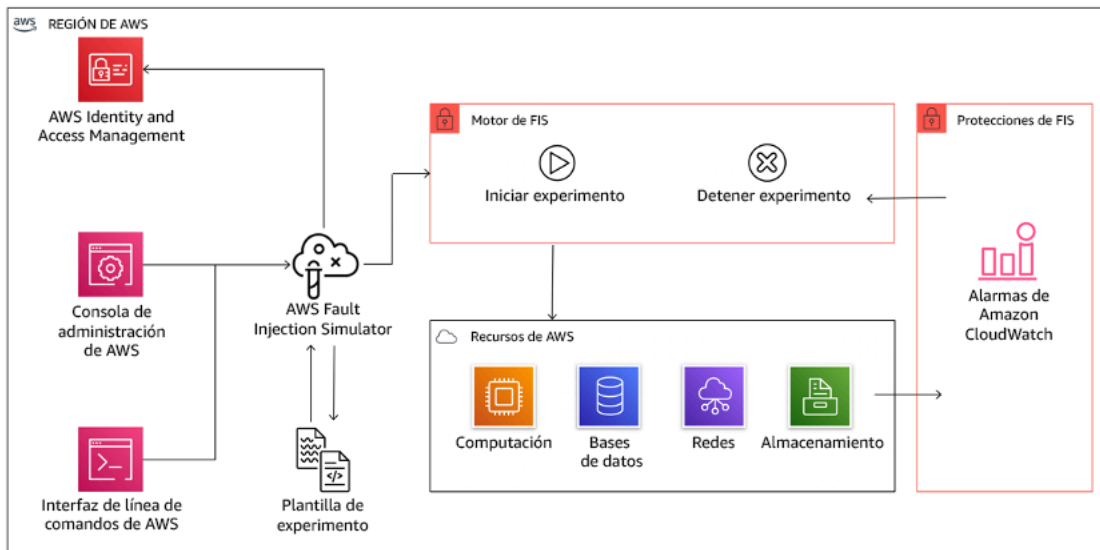 aws
REGIÓN DE AWS
AWS Identity and
Access Management
Consola de
administración
de AWS
Interfaz de línea de
comandos de AWS
AWS Fault
Injection Simulator
</>
Plantilla de
experimento
Motor de FIS
Iniciar experimento
Detener experimento
Recursos de AWS
Computación
Bases
de datos
Redes
Almacenamiento
Protecciones de FIS
Alarmas de
Amazon
CloudWatch